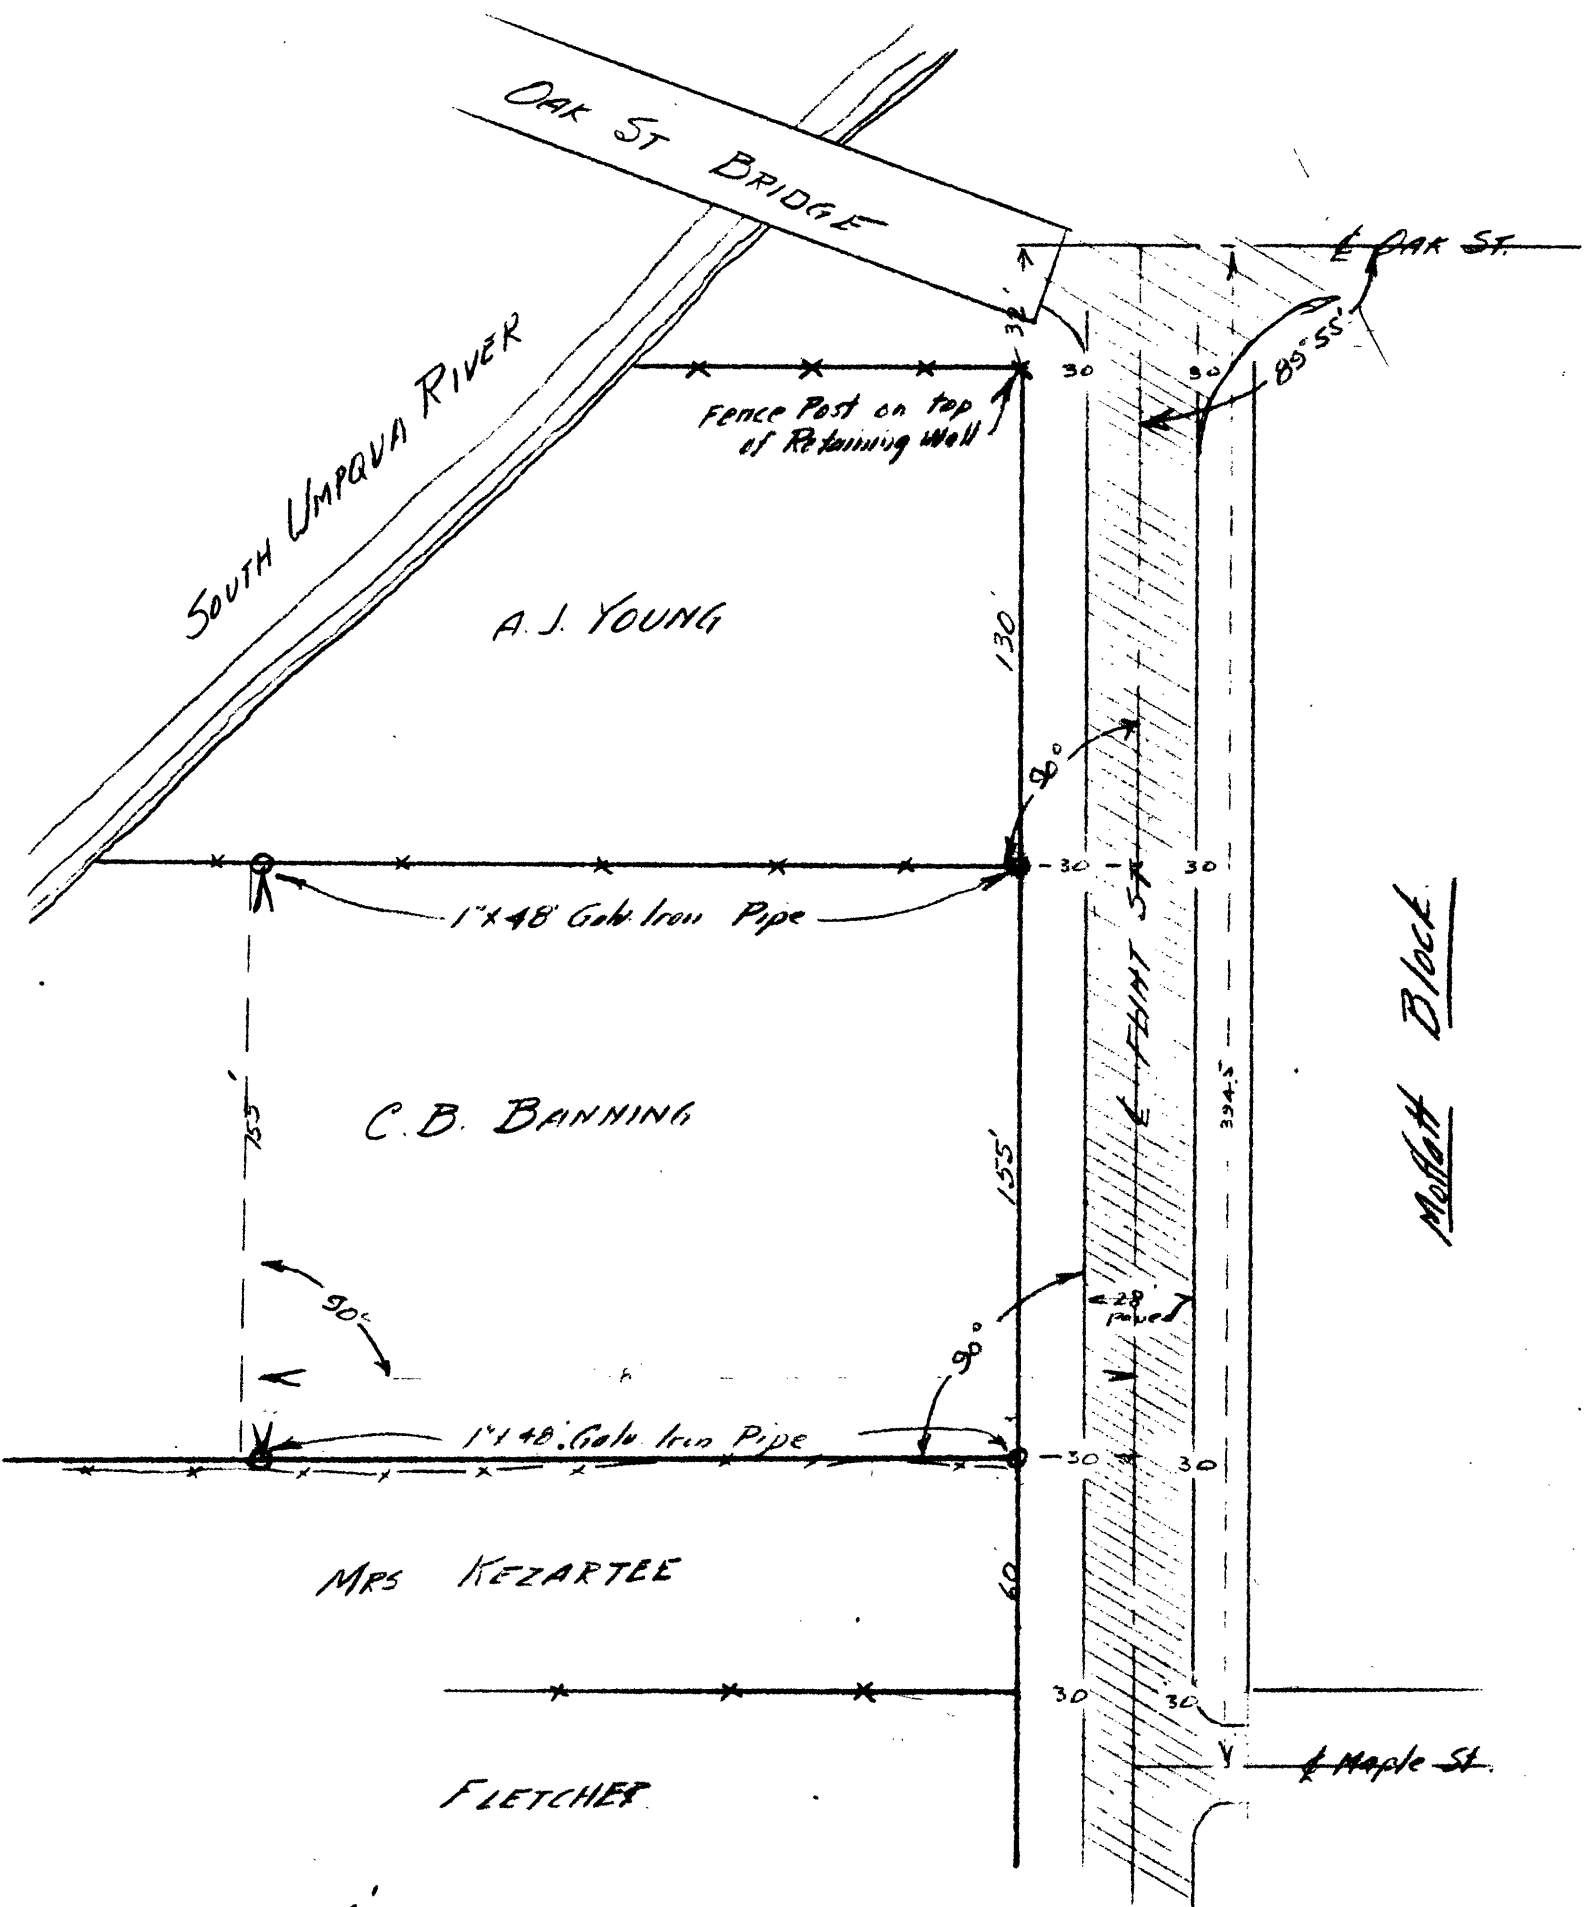 OAK ST BRIDGE
℄ OAK ST.
32'
30
30
89°55'
Fence Post on top
of Retaining Wall
SOUTH UMPQUA RIVER
A. J. YOUNG
130'
90°
30
30
1"x 48" Galv. Iron Pipe
℄ FLINT ST
Moffatt Block
394.5
155'
C. B. BANNING
155'
90°
90°
28'
paved
1"x 48" Galv. Iron Pipe
30
30
MRS KEZARTEE
60
30
30
℄ Maple St.
FLETCHER